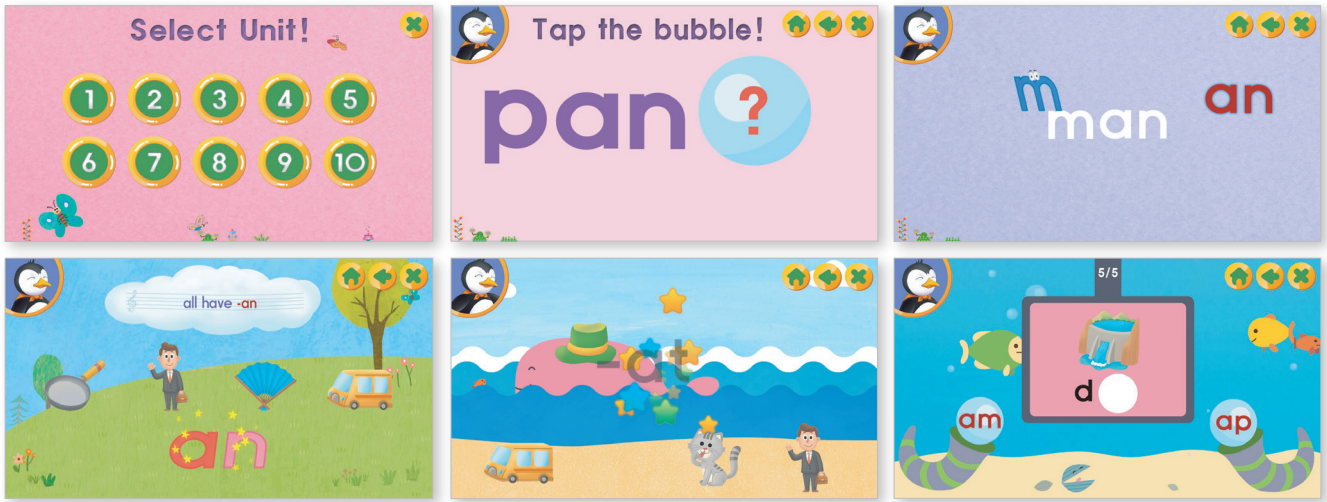 Select Unit!
1 2 3 4 5
6 7 8 9 10
Tap the bubble!
pan ?
m an
man
all have -an
an
-at
5/5
d
am ap